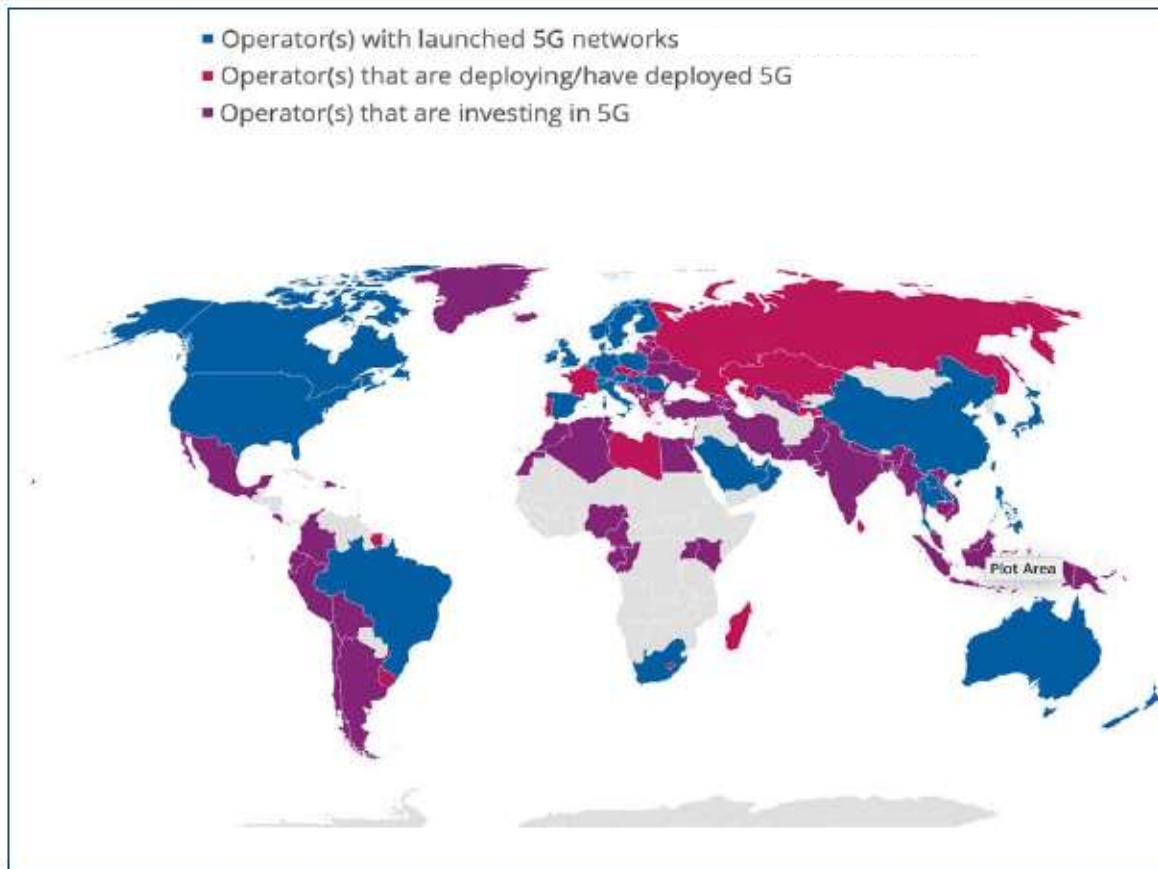 Operator(s) with launched 5G networks
Operator(s) that are deploying/have deployed 5G
Operator(s) that are investing in 5G
Plot Area